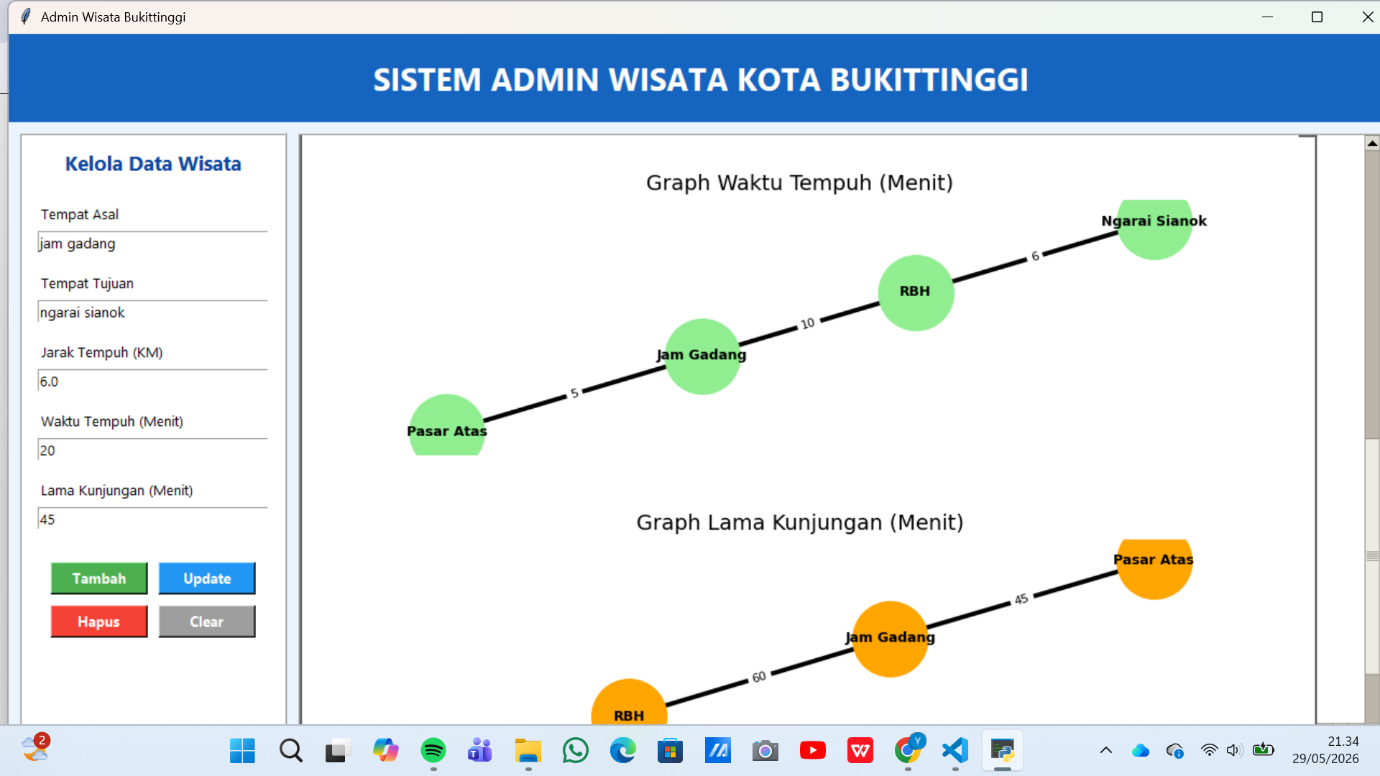 Admin Wisata Bukittinggi
SISTEM ADMIN WISATA KOTA BUKITTINGGI
Kelola Data Wisata
Tempat Asal
jam gadang
Tempat Tujuan
ngarai sianok
Jarak Tempuh (KM)
6.0
Waktu Tempuh (Menit)
20
Lama Kunjungan (Menit)
45
Tambah
Update
Hapus
Clear
Graph Waktu Tempuh (Menit)
Ngarai Sianok
6
RBH
10
Jam Gadang
5
Pasar Atas
Graph Lama Kunjungan (Menit)
Pasar Atas
45
Jam Gadang
60
RBH
2
Y
21.34
29/05/2026